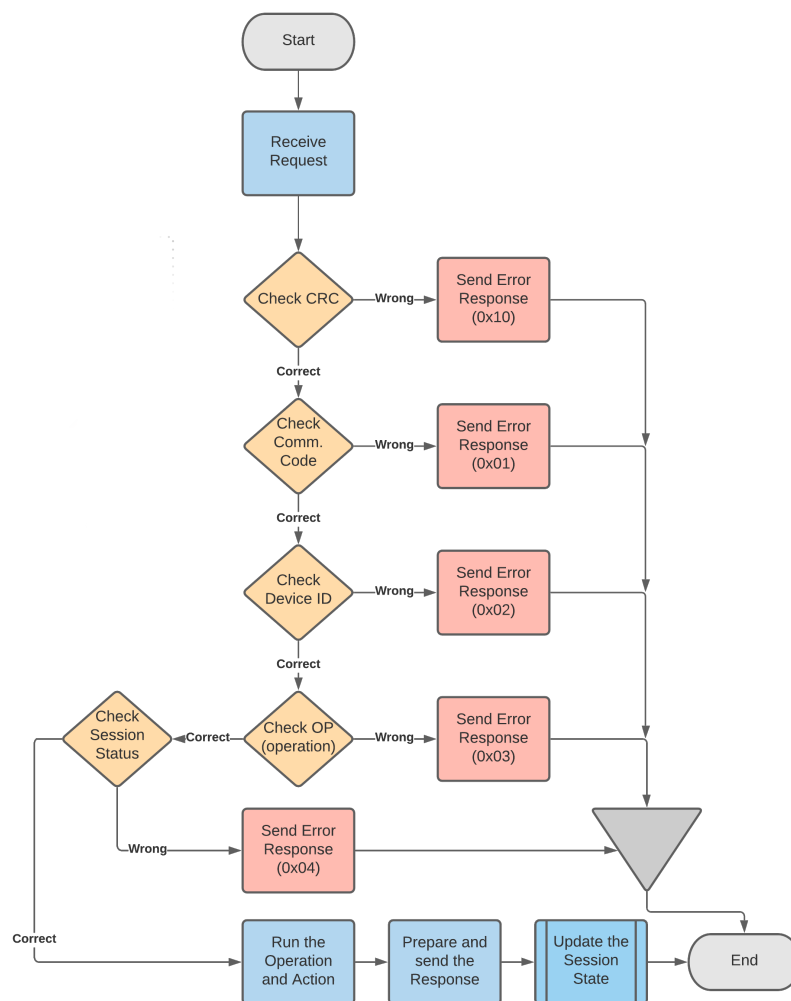 Start
Receive
Request
Check CRC
Wrong
Send Error
Response
(0x10)
Correct
Check
Comm.
Code
Wrong
Send Error
Response
(0x01)
Correct
Check
Device ID
Wrong
Send Error
Response
(0x02)
Correct
Check
Session
Status
Correct
Check OP
(operation)
Wrong
Send Error
Response
(0x03)
Wrong
Send Error
Response
(0x04)
Correct
Run the
Operation
and Action
Prepare and
send the
Response
Update the
Session
State
End